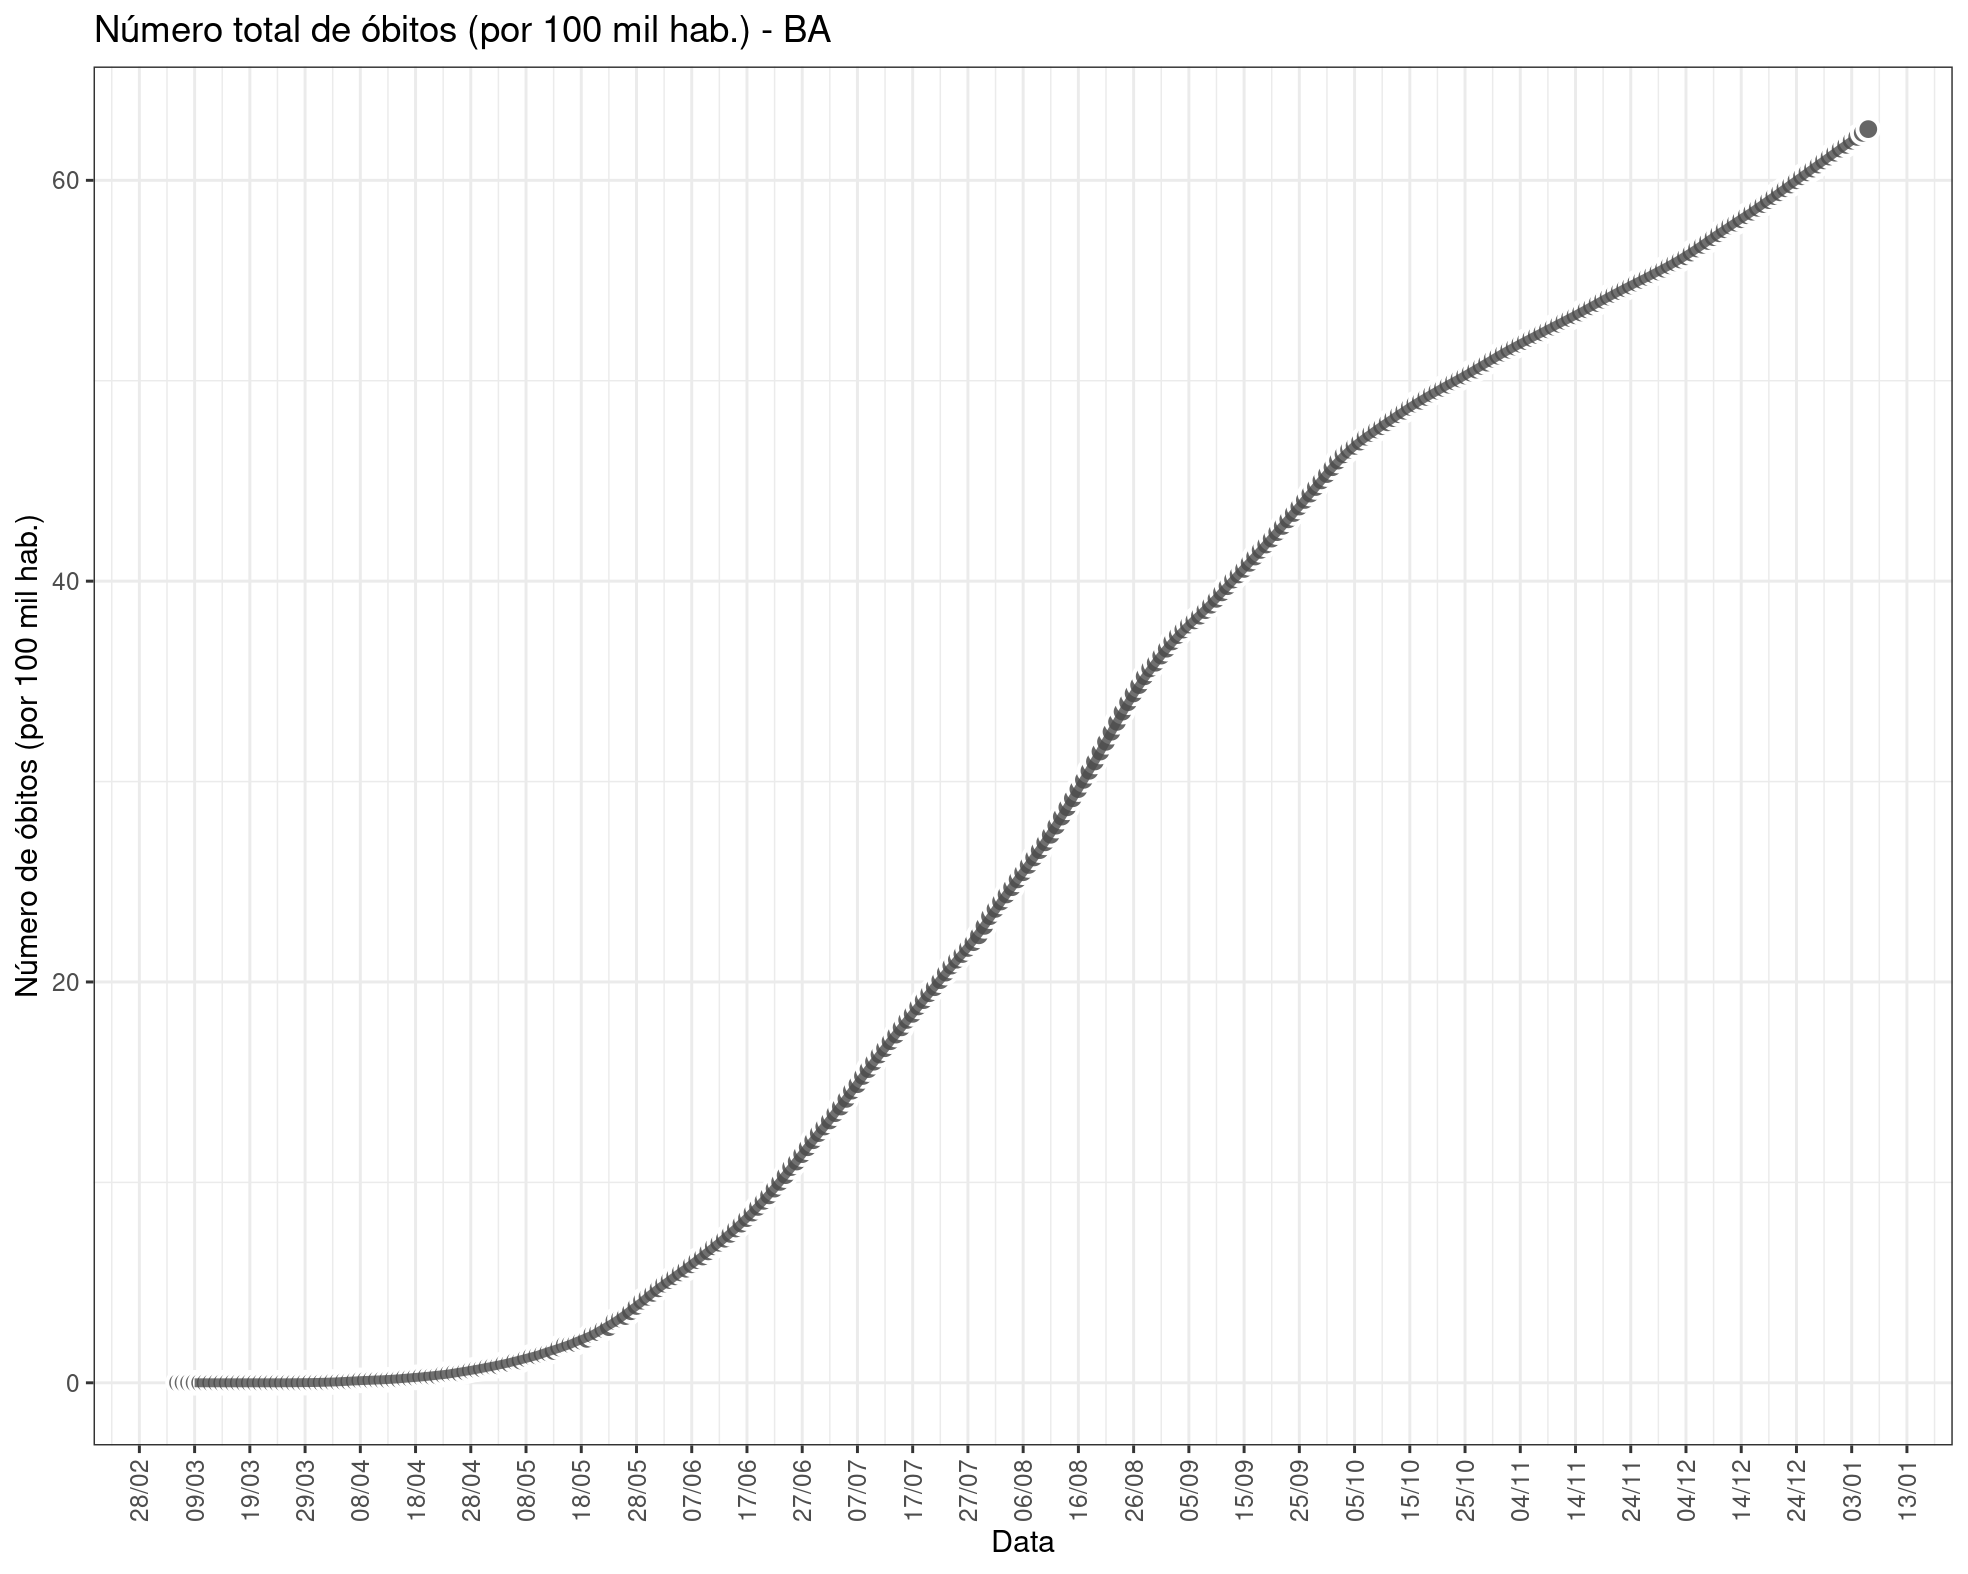 Número total de óbitos (por 100 mil hab.) - BA
Número de óbitos (por 100 mil hab.)
60
40
20
0
28/02 09/03 19/03 29/03 08/04 18/04 28/04 08/05 18/05 28/05 07/06 17/06 27/06 07/07 17/07 27/07 06/08 16/08 26/08 05/09 15/09 25/09 05/10 15/10 25/10 04/11 14/11 24/11 04/12 14/12 24/12 03/01 13/01
Data